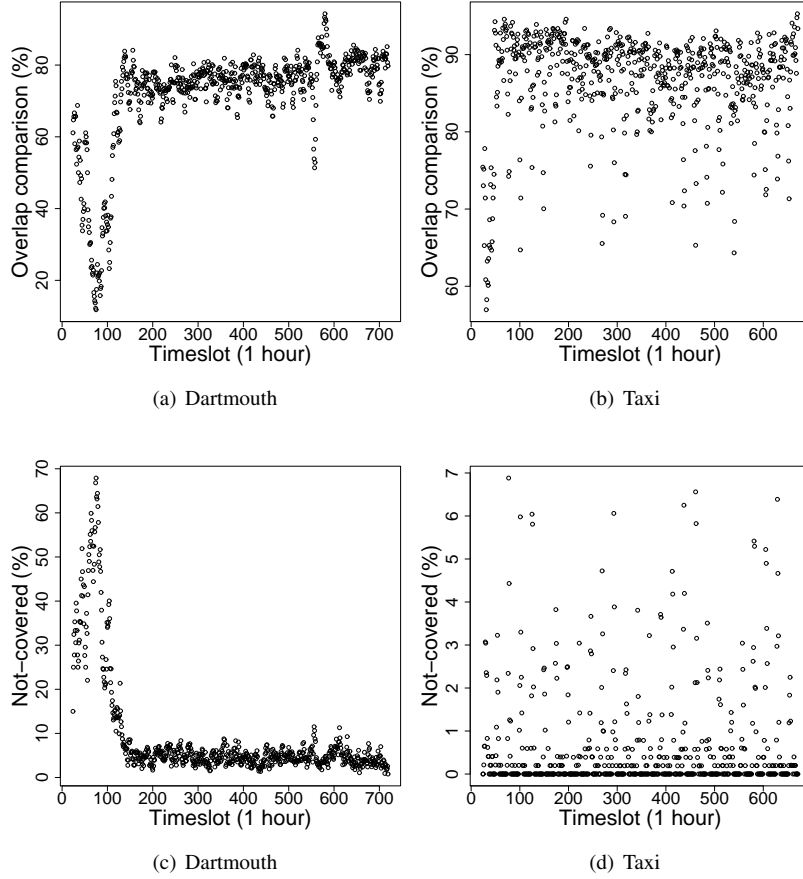 Overlap comparison (%)
20 40 60 80
0 100 200 300 400 500 600 700
Timeslot (1 hour)
(a) Dartmouth
Overlap comparison (%)
60 70 80 90
0 100 200 300 400 500 600
Timeslot (1 hour)
(b) Taxi
Not−covered (%)
0 10 20 30 40 50 60 70
0 100 200 300 400 500 600 700
Timeslot (1 hour)
(c) Dartmouth
Not−covered (%)
0 1 2 3 4 5 6 7
0 100 200 300 400 500 600
Timeslot (1 hour)
(d) Taxi